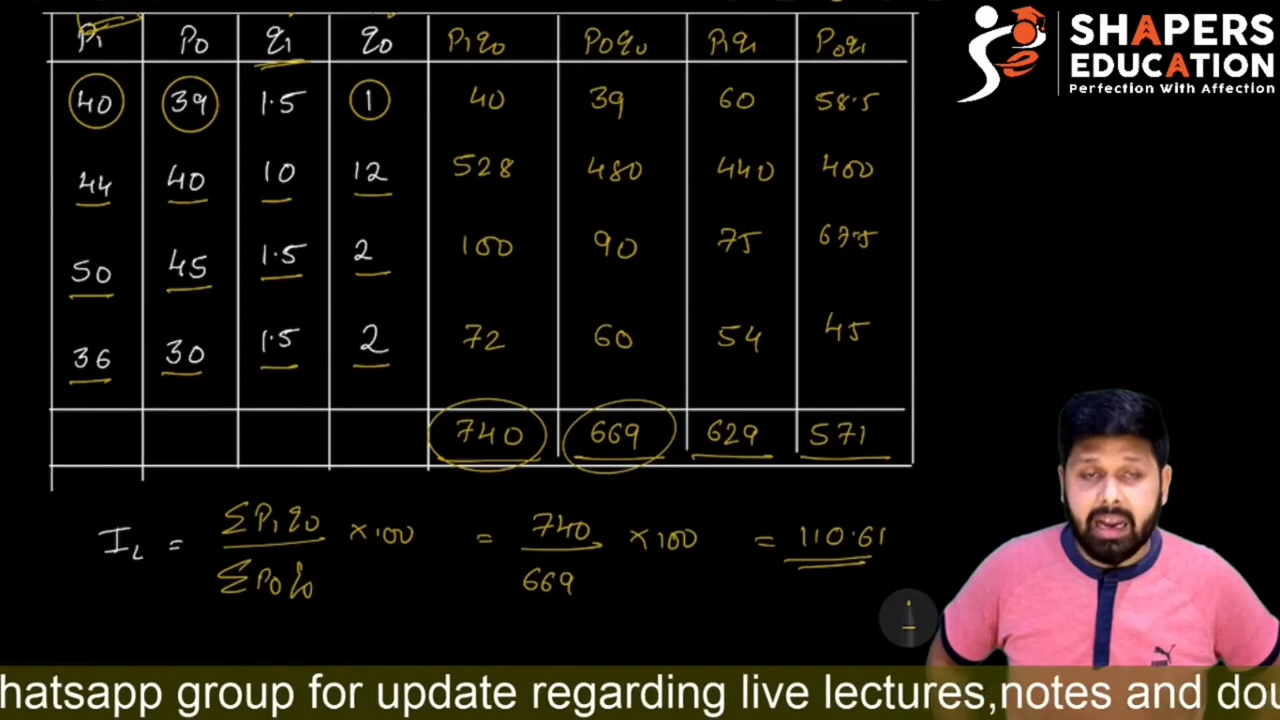 SHAPERS
EDUCATION
Perfection With Affection
P1 P0 q1 q0 P1q0 P0q0 P1q1 P0q1
40 39 1.5 1 40 39 60 58.5
44 40 10 12 528 480 440 400
50 45 1.5 2 100 90 75 67.5
36 30 1.5 2 72 60 54 45
740 669 629 571
IL = ΣP1q0 / ΣP0q0 × 100 = 740 / 669 × 100 = 110.61
hatsapp group for update regarding live lectures,notes and dou